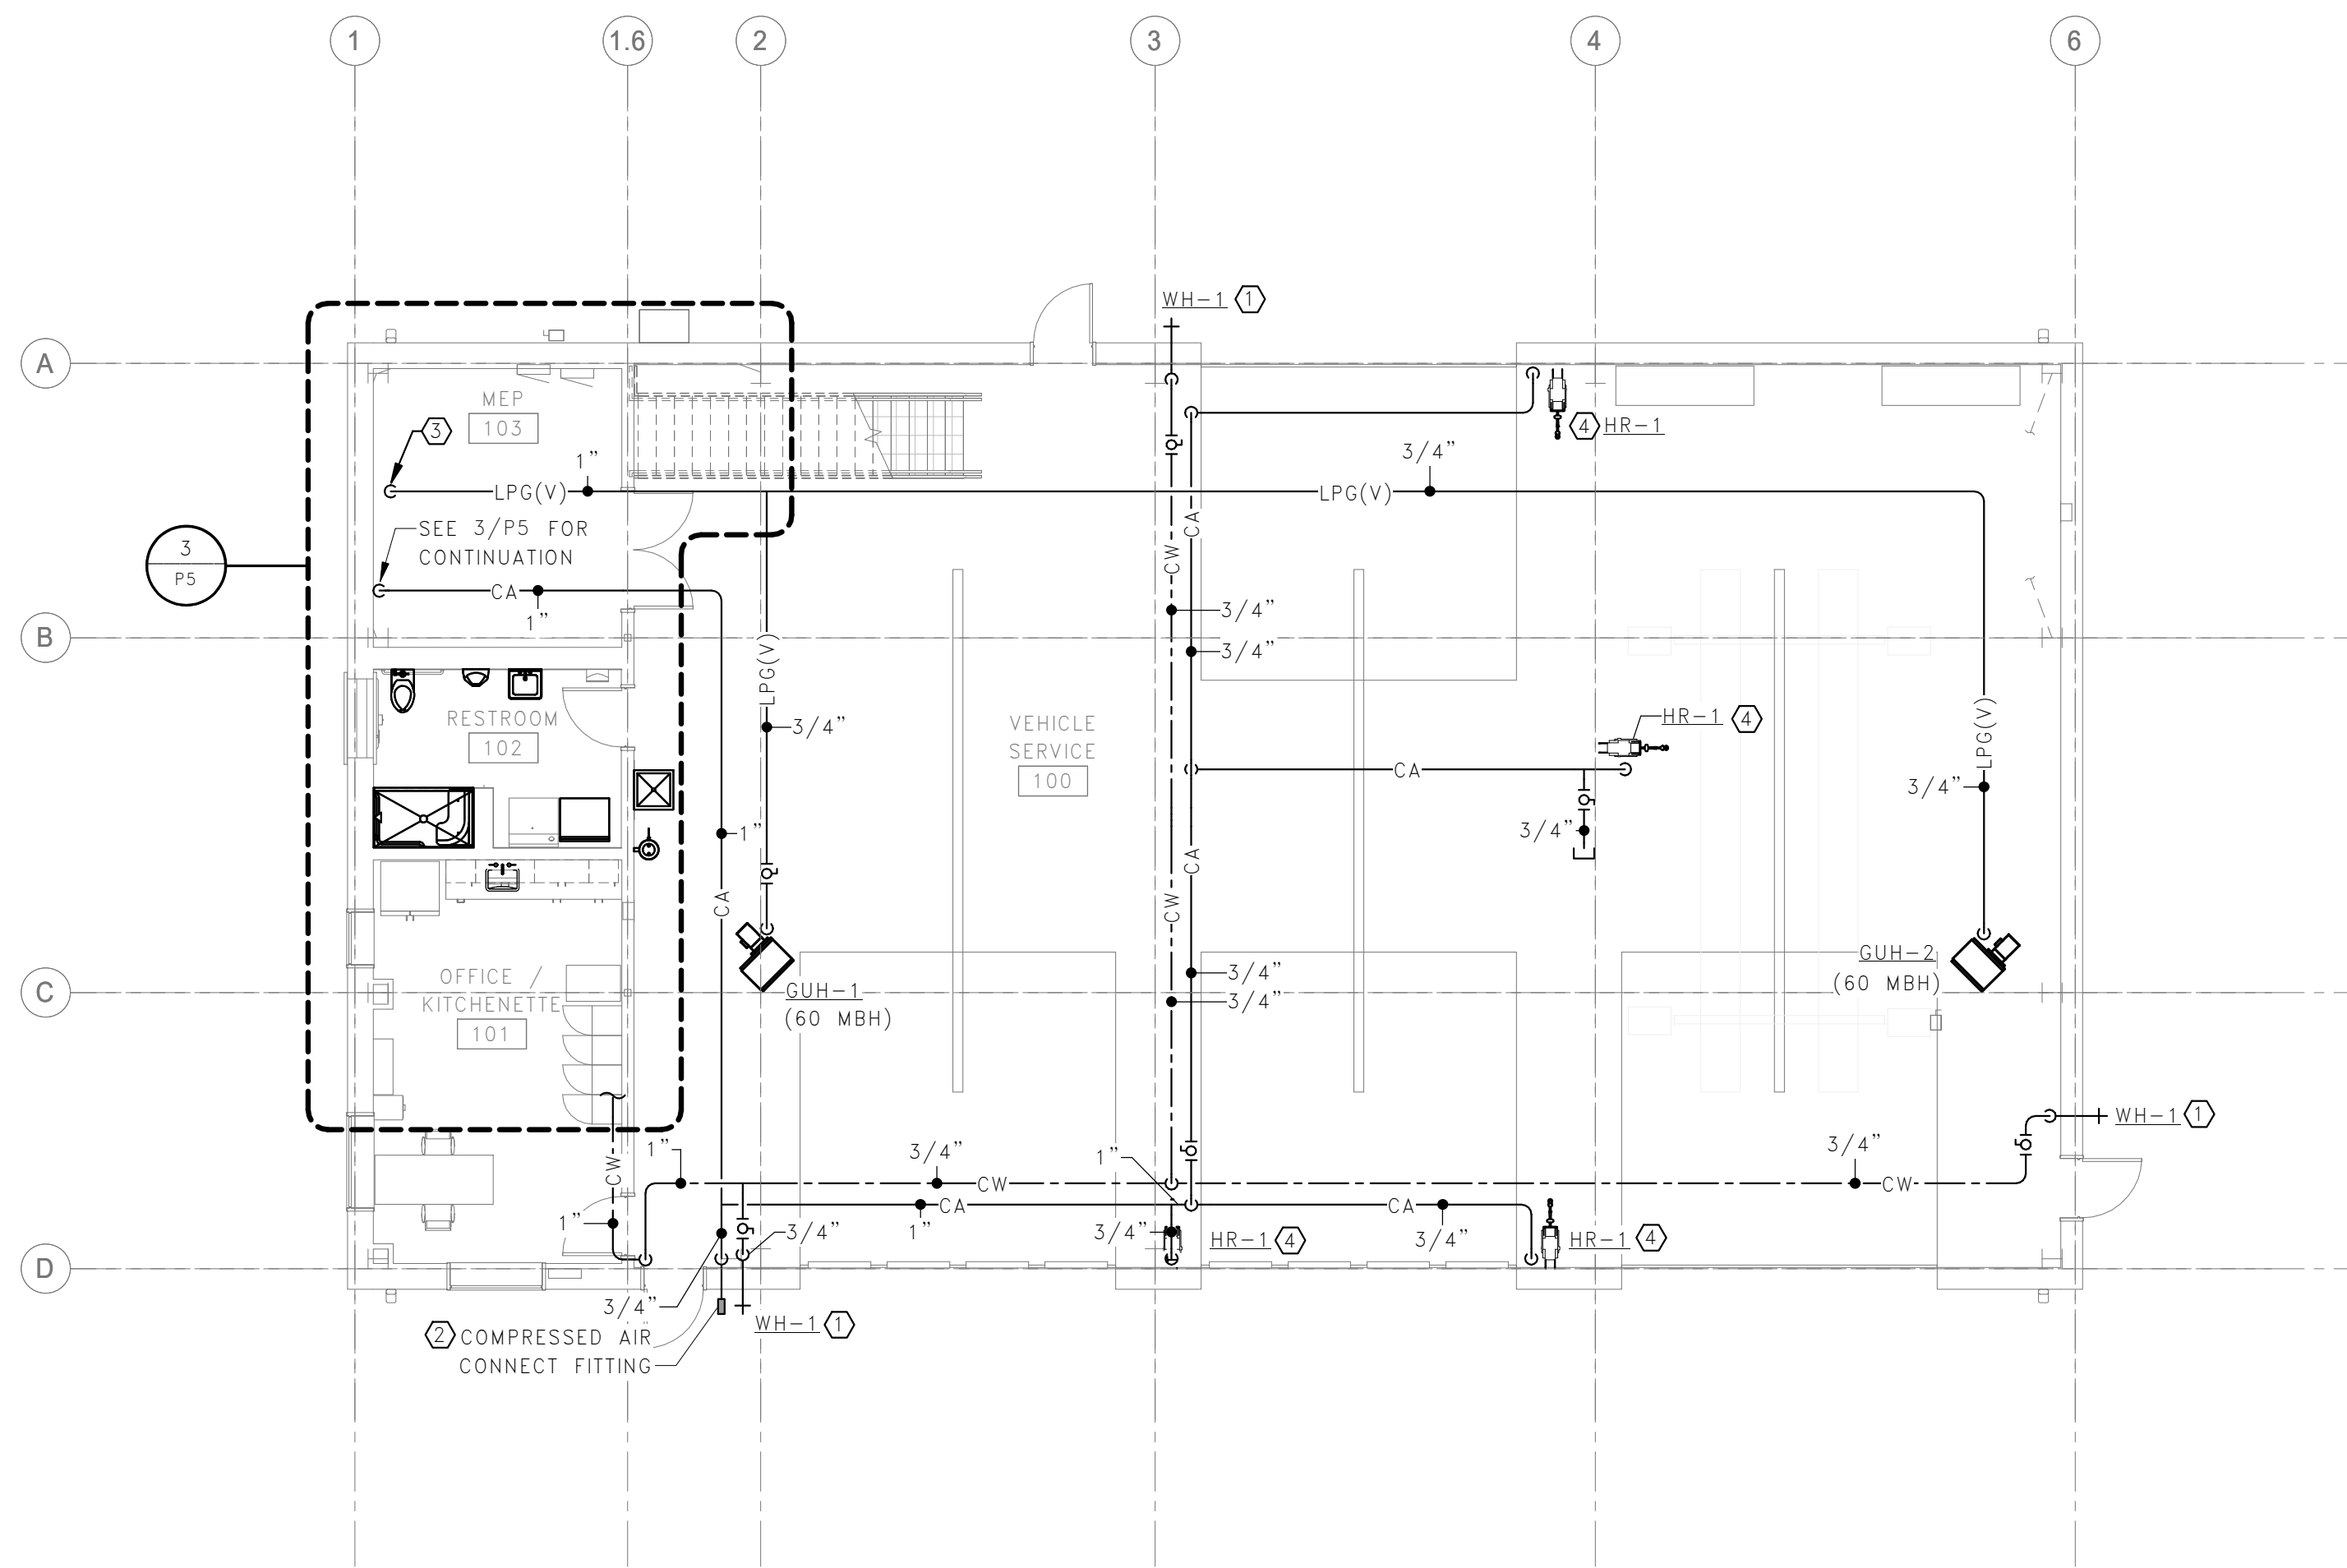 1
1.6
2
3
4
6
WH-1 1
A
MEP
103
3
4 HR-1
1"
3/4"
LPG(V)
LPG(V)
SEE 3/P5 FOR
CONTINUATION
CA
CW
3
P5
CA
1"
3/4"
B
3/4"
LPG(V)
RESTROOM
102
3/4"
VEHICLE
SERVICE
100
HR-1 4
LPG(V)
CA
3/4"
1"
3/4"
CA
CA
CW
OFFICE /
KITCHENETTE
101
C
GUH-1
(60 MBH)
3/4"
3/4"
GUH-2
(60 MBH)
WH-1 1
1"
3/4"
1"
3/4"
CW
CW
CW
CA
CA
1"
1"
3/4"
3/4"
HR-1 4
3/4"
HR-1 4
D
3/4"
WH-1 1
2 COMPRESSED AIR
CONNECT FITTING